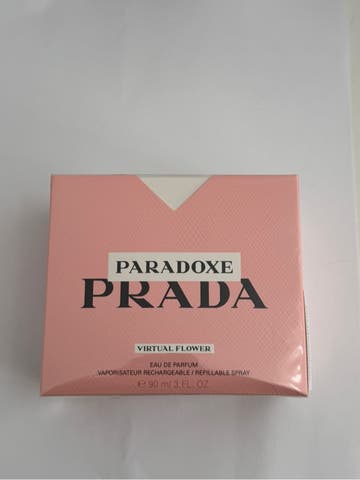 PARADOXE
PRADA
VIRTUAL FLOWER
EAU DE PARFUM
VAPORISATEUR RECHARGEABLE / REFILLABLE SPRAY
℮ 90 ml 3 FL. OZ